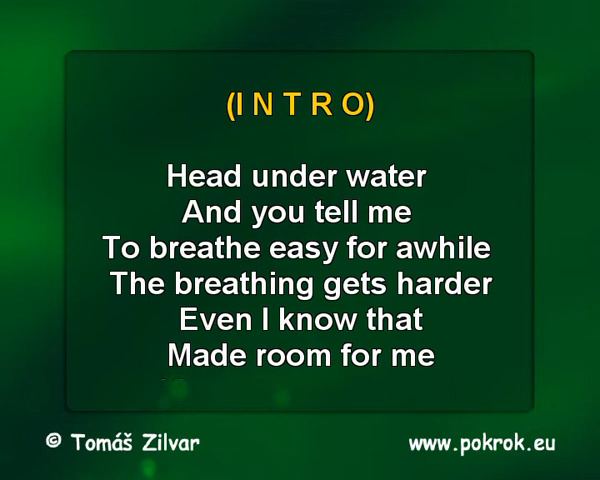 (I N T R O)
Head under water
And you tell me
To breathe easy for awhile
The breathing gets harder
Even I know that
Made room for me
© Tomáš Zilvar
www.pokrok.eu